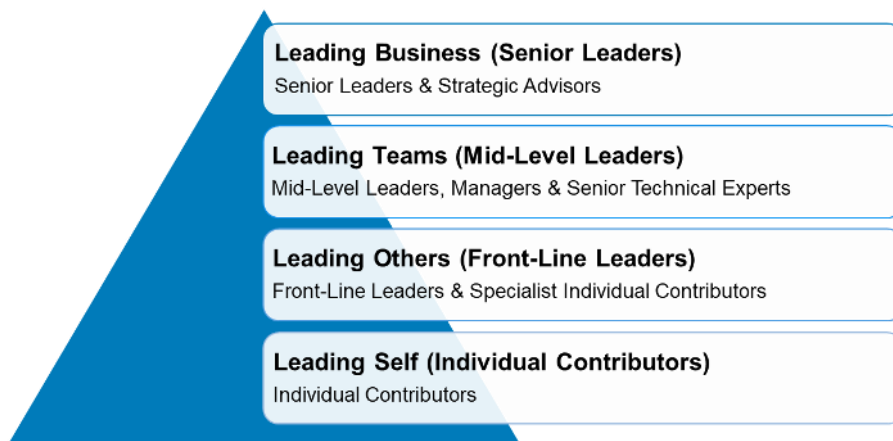 Leading Business (Senior Leaders)
Senior Leaders & Strategic Advisors
Leading Teams (Mid-Level Leaders)
Mid-Level Leaders, Managers & Senior Technical Experts
Leading Others (Front-Line Leaders)
Front-Line Leaders & Specialist Individual Contributors
Leading Self (Individual Contributors)
Individual Contributors